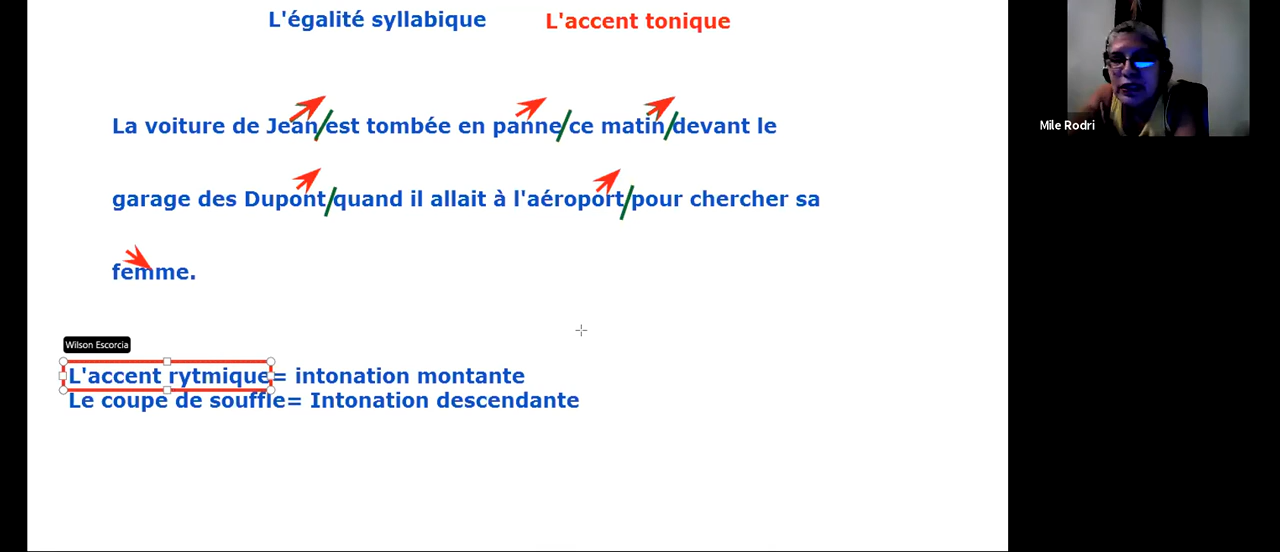 L'égalité syllabique L'accent tonique
La voiture de Jean/est tombée en panne/ce matin/devant le
garage des Dupont/quand il allait à l'aéroport/pour chercher sa
femme.
Wilson Escorcia
L'accent rytmique= intonation montante
Le coupe de souffle= Intonation descendante
Mile Rodri